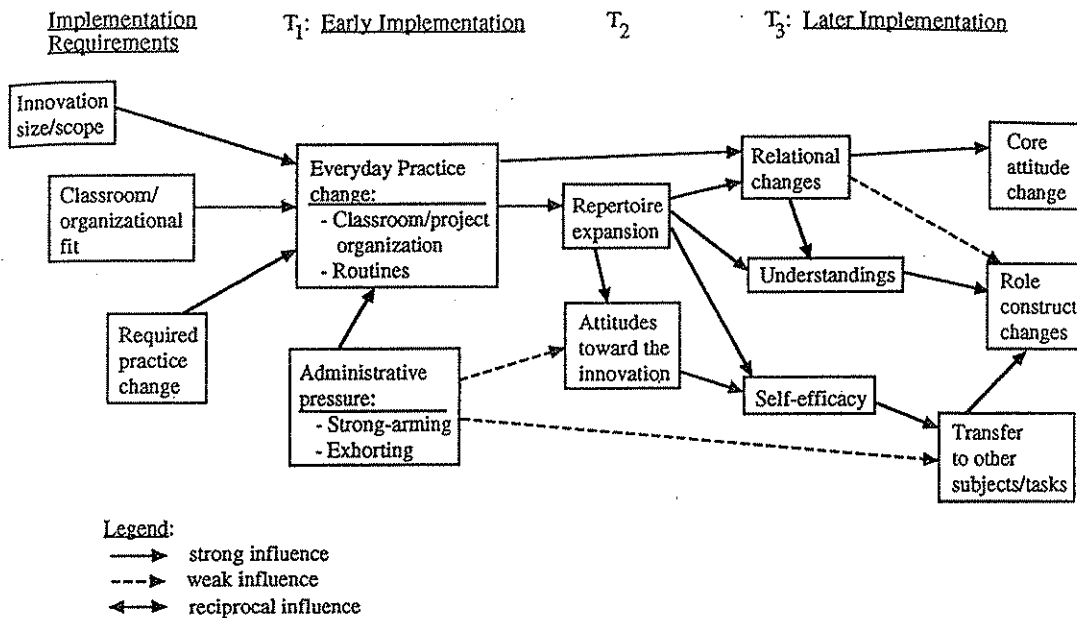 Implementation
Requirements
T1: Early Implementation
T2
T3: Later Implementation
Innovation
size/scope
Classroom/
organizational
fit
Required
practice
change
Everyday Practice
change:
- Classroom/project
organization
- Routines
Administrative
pressure:
- Strong-arming
- Exhorting
Repertoire
expansion
Attitudes
toward the
innovation
Relational
changes
Understandings
Self-efficacy
Core
attitude
change
Role
construct
changes
Transfer
to other
subjects/tasks
Legend:
strong influence
weak influence
reciprocal influence